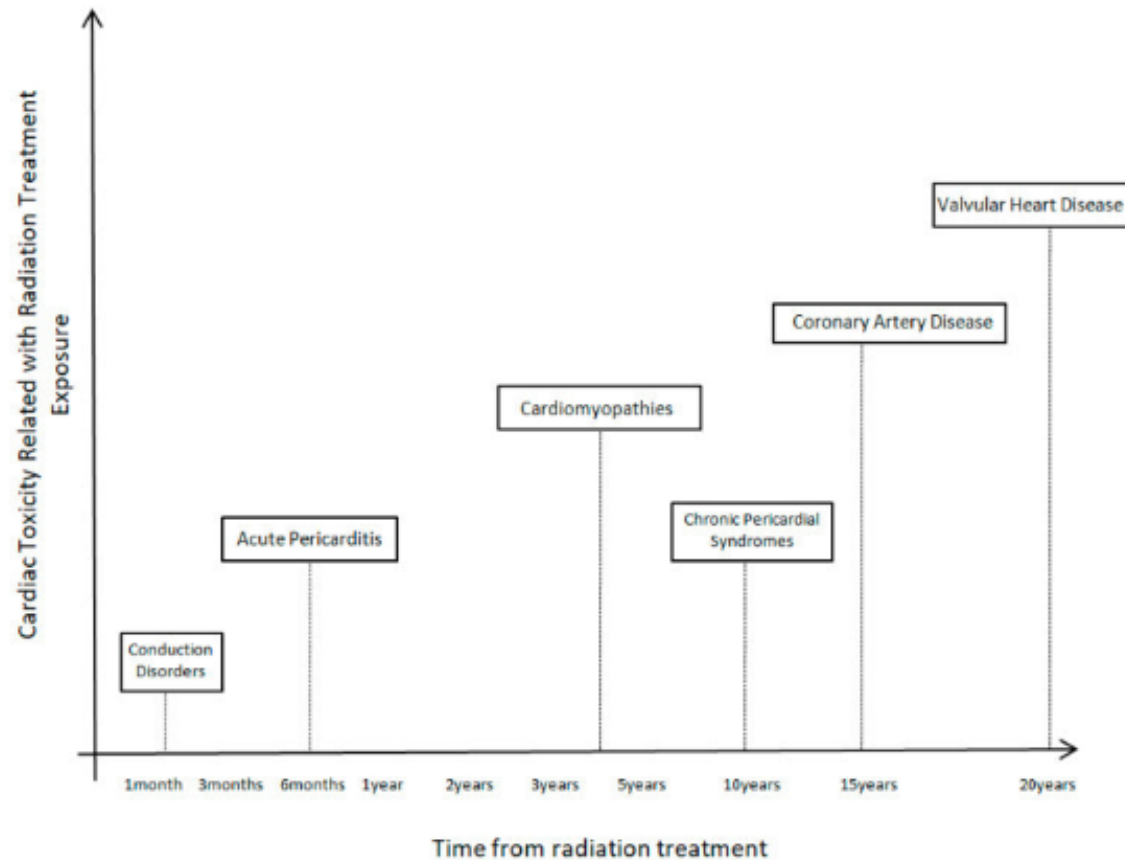 Cardiac Toxicity Related with Radiation Treatment
Exposure
Valvular Heart Disease
Coronary Artery Disease
Cardiomyopathies
Chronic Pericardial
Syndromes
Acute Pericarditis
Conduction
Disorders
1month 3months 6months 1year 2years 3years 5years 10years 15years 20years
Time from radiation treatment